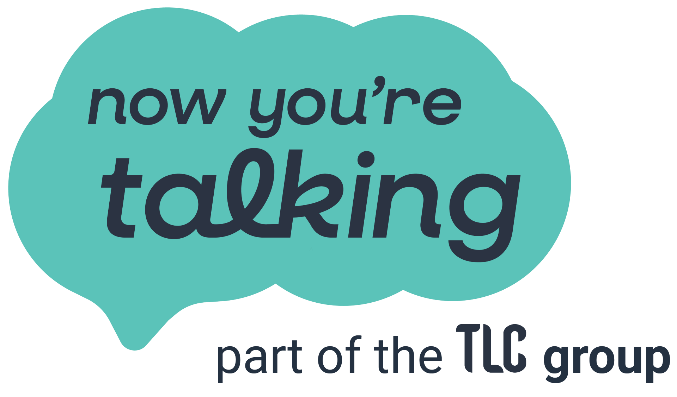 now you're
talking
part of the TLC group